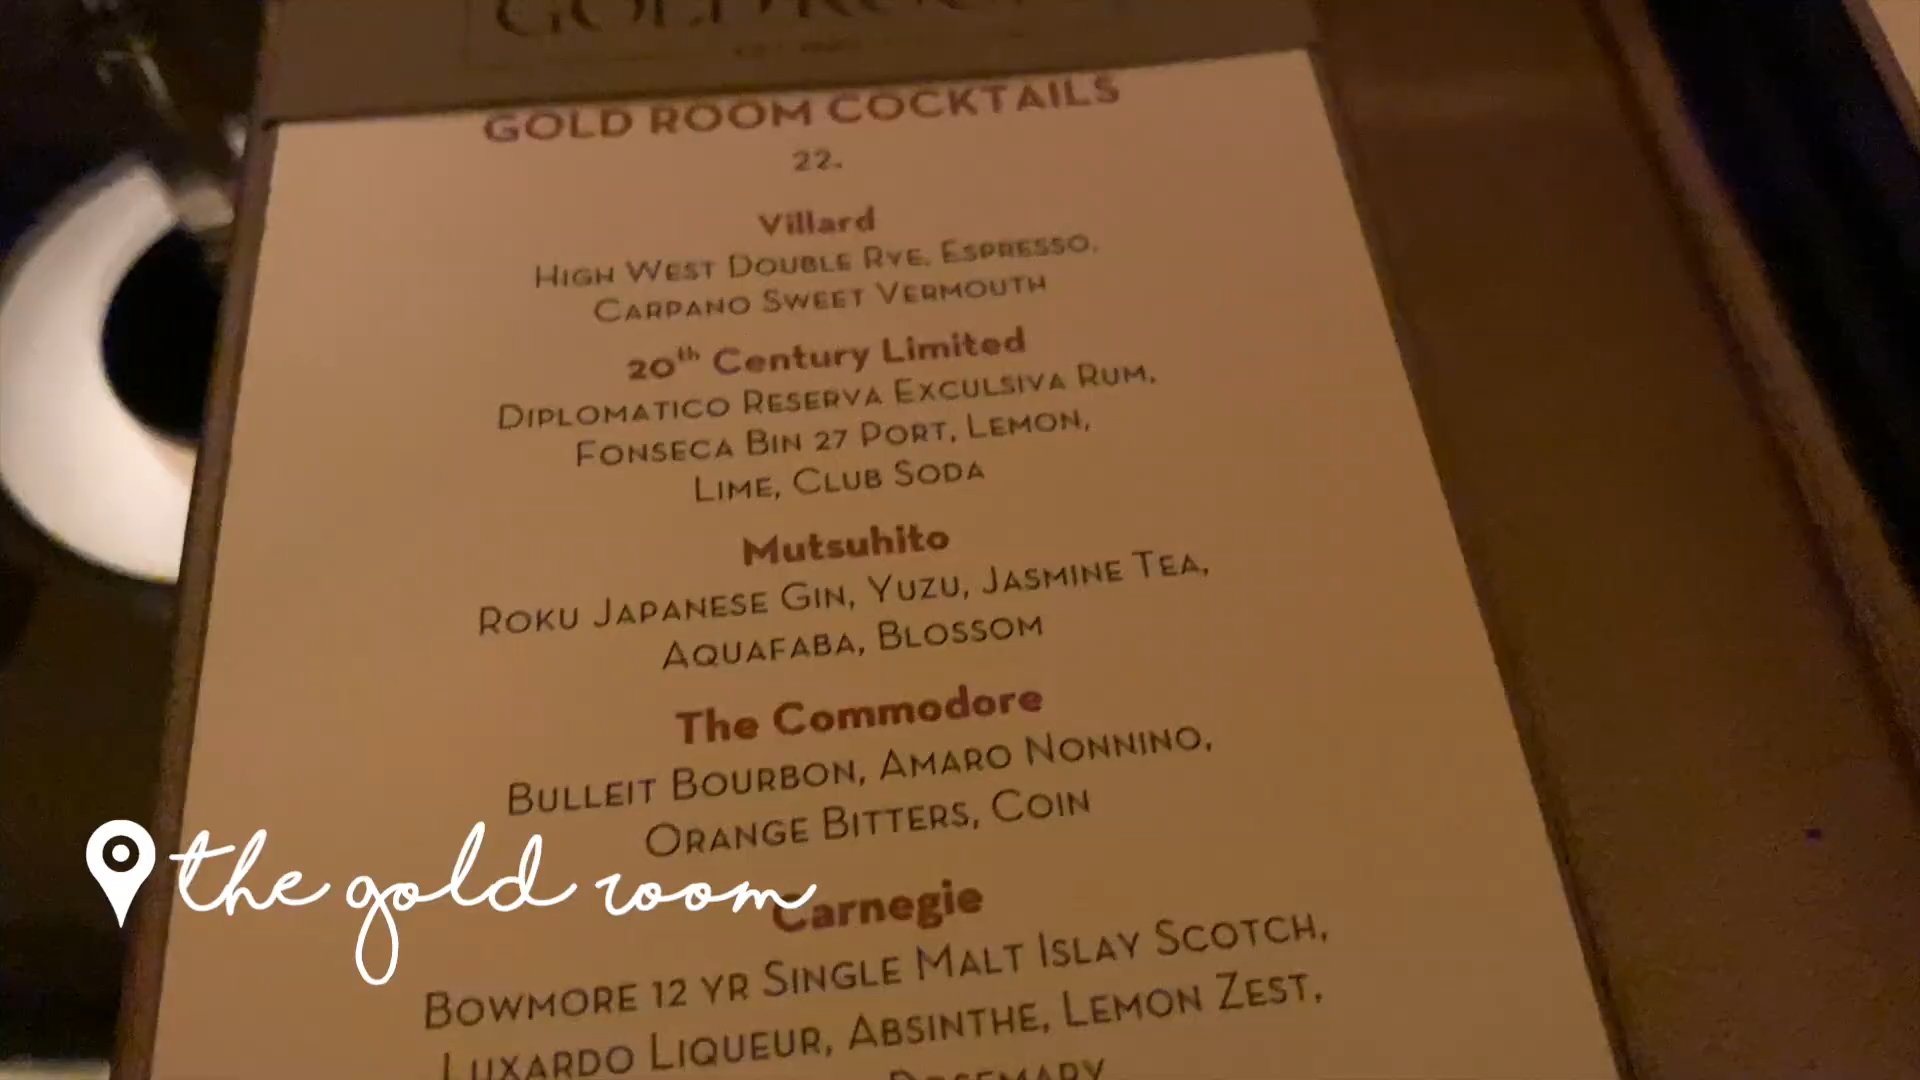 GOLD ROOM
GOLD ROOM COCKTAILS
22.
Villard
HIGH WEST DOUBLE RYE, ESPRESSO,
CARPANO SWEET VERMOUTH
20th Century Limited
DIPLOMATICO RESERVA EXCULSIVA RUM,
FONSECA BIN 27 PORT, LEMON,
LIME, CLUB SODA
Mutsuhito
ROKU JAPANESE GIN, YUZU, JASMINE TEA,
AQUAFABA, BLOSSOM
The Commodore
BULLEIT BOURBON, AMARO NONNINO,
ORANGE BITTERS, COIN
the gold room
Carnegie
BOWMORE 12 YR SINGLE MALT ISLAY SCOTCH,
LUXARDO LIQUEUR, ABSINTHE, LEMON ZEST,
ROSEMARY